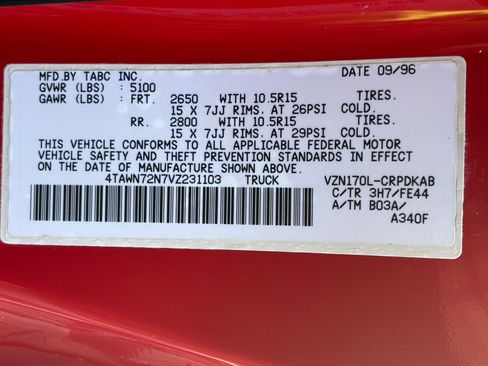 MFD.BY TABC INC. DATE 09/96
GVWR (LBS) : 5100
GAWR (LBS) : FRT. 2650 WITH 10.5R15 TIRES.
15 X 7JJ RIMS, AT 26PSI COLD.
RR. 2800 WITH 10.5R15 TIRES.
15 X 7JJ RIMS, AT 29PSI COLD.
THIS VEHICLE CONFORMS TO ALL APPLICABLE FEDERAL MOTOR
VEHICLE SAFETY AND THEFT PREVENTION STANDARDS IN EFFECT
ON THE DATE OF MANUFACTURE SHOWN ABOVE.
4TAWN72N7VZ231103 TRUCK VZN170L-CRPDKAB
C/TR 3H7/FE44
A/TM B03A/
A340F